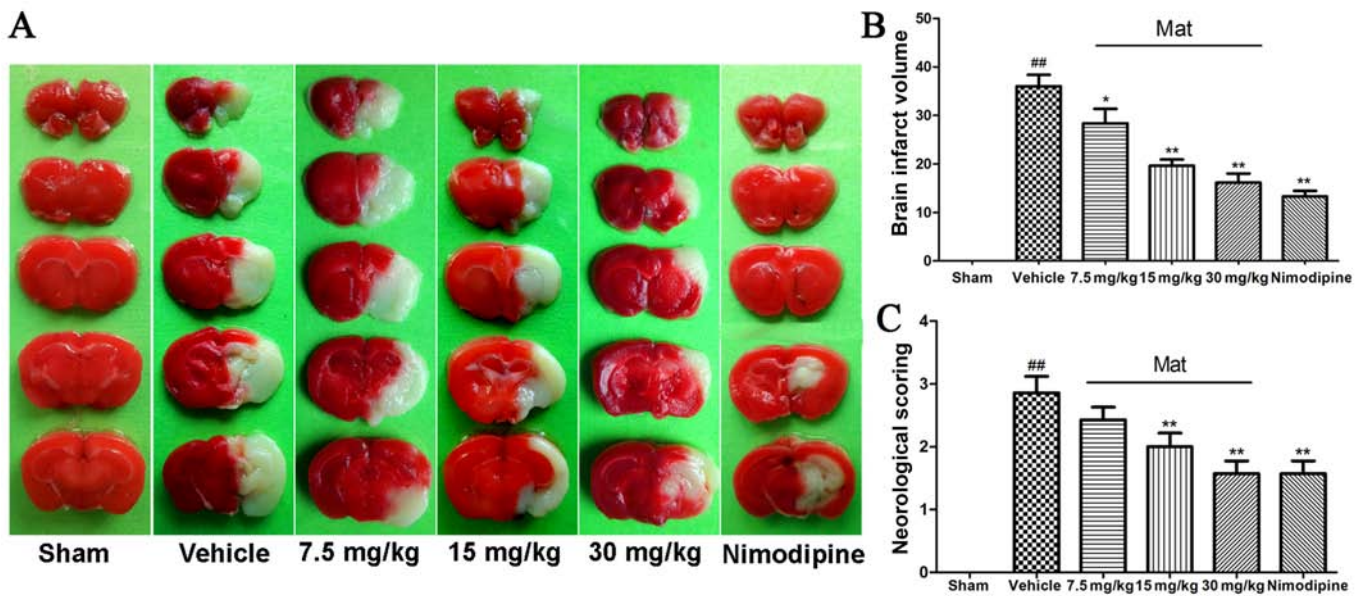 A
Sham Vehicle 7.5 mg/kg 15 mg/kg 30 mg/kg Nimodipine
B
Brain infarct volume
50
40
30
20
10
0
Mat
##
*
**
**
**
Sham Vehicle 7.5 mg/kg 15 mg/kg 30 mg/kg Nimodipine
C
Neorological scoring
4
3
2
1
0
Mat
##
**
**
**
Sham Vehicle 7.5 mg/kg 15 mg/kg 30 mg/kg Nimodipine